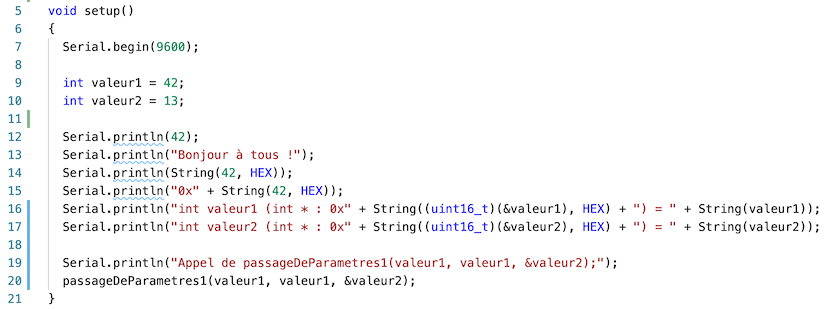 5 void setup()
6 {
7 Serial.begin(9600);
8
9 int valeur1 = 42;
10 int valeur2 = 13;
11
12 Serial.println(42);
13 Serial.println("Bonjour à tous !");
14 Serial.println(String(42, HEX));
15 Serial.println("0x" + String(42, HEX));
16 Serial.println("int valeur1 (int * : 0x" + String((uint16_t)(&valeur1), HEX) + ") = " + String(valeur1));
17 Serial.println("int valeur2 (int * : 0x" + String((uint16_t)(&valeur2), HEX) + ") = " + String(valeur2));
18
19 Serial.println("Appel de passageDeParametres1(valeur1, valeur1, &valeur2);");
20 passageDeParametres1(valeur1, valeur1, &valeur2);
21 }